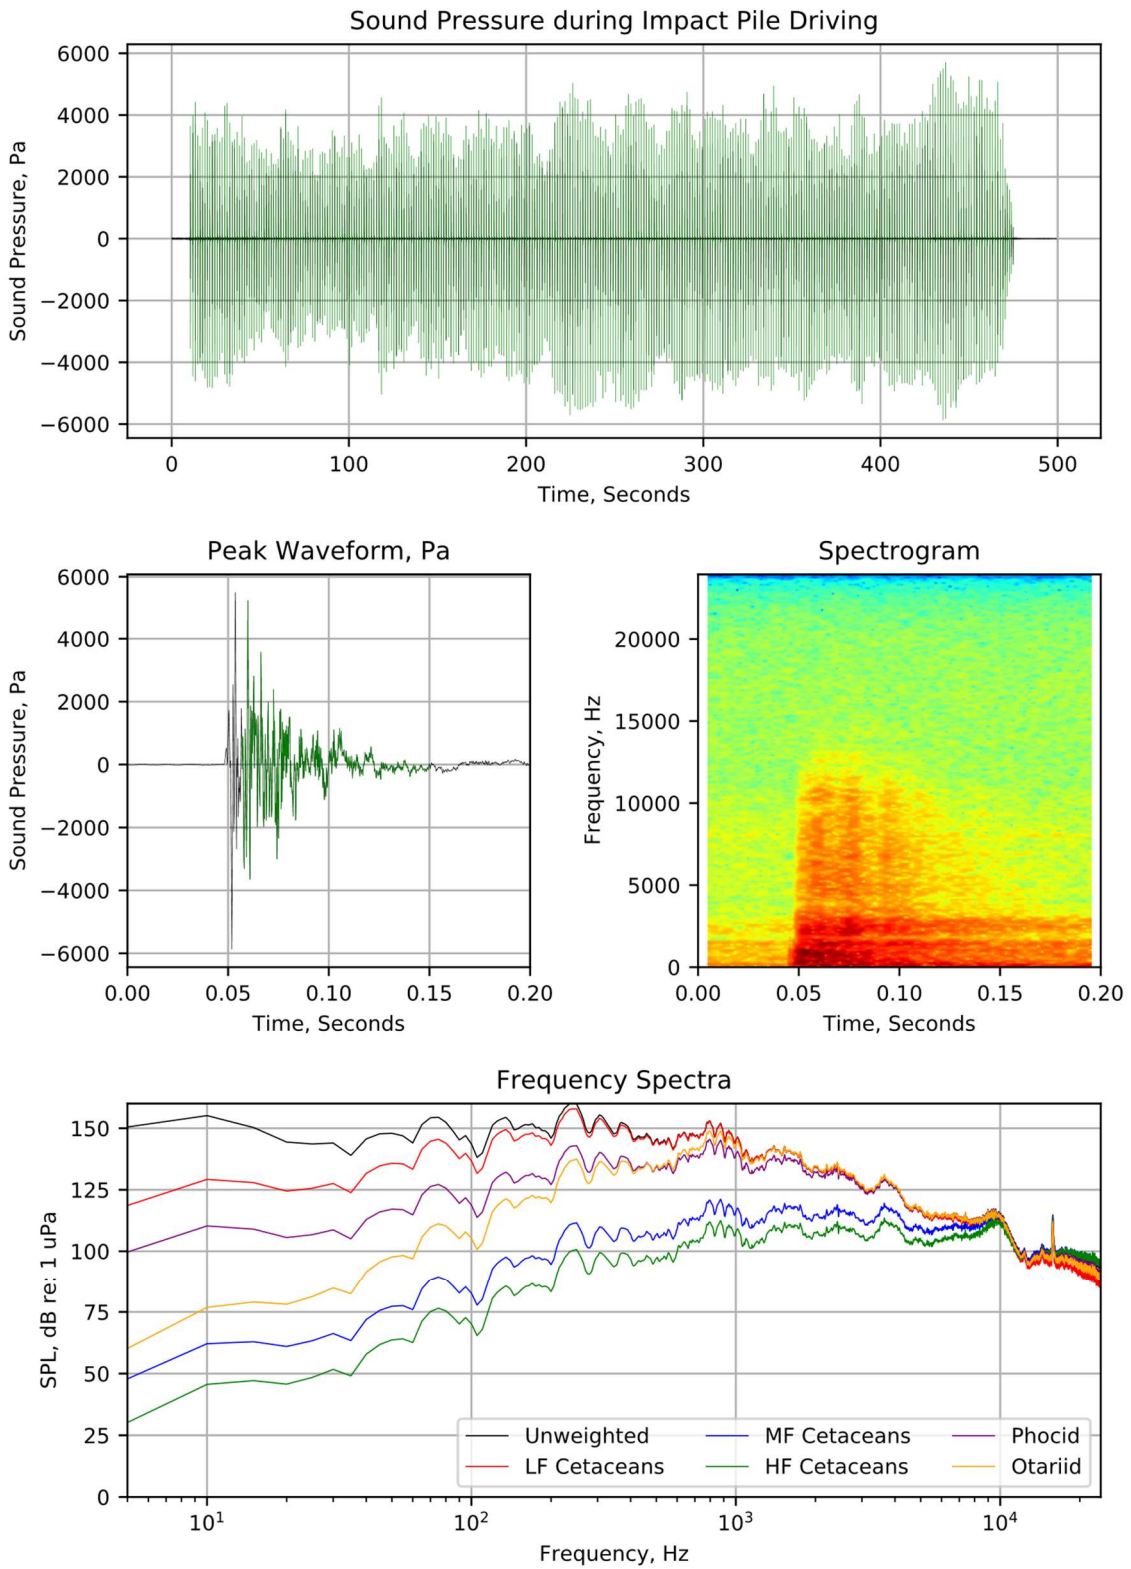 Sound Pressure during Impact Pile Driving
6000
4000
2000
0
−2000
−4000
−6000
Sound Pressure, Pa
0 100 200 300 400 500
Time, Seconds
Peak Waveform, Pa
6000
4000
2000
0
−2000
−4000
−6000
Sound Pressure, Pa
0.00 0.05 0.10 0.15 0.20
Time, Seconds
Spectrogram
20000
15000
10000
5000
0
Frequency, Hz
0.00 0.05 0.10 0.15 0.20
Time, Seconds
Frequency Spectra
150
125
100
75
50
25
0
SPL, dB re: 1 uPa
Unweighted MF Cetaceans Phocid
LF Cetaceans HF Cetaceans Otariid
10¹ 10² 10³ 10⁴
Frequency, Hz